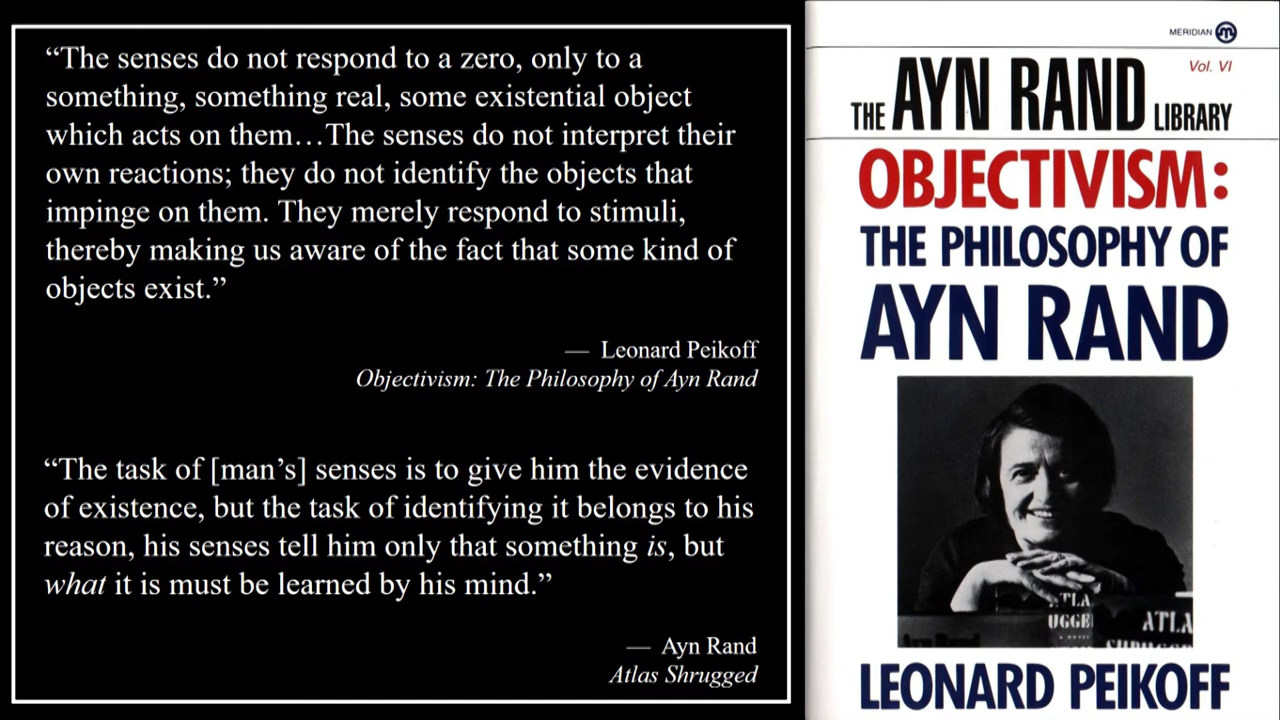 “The senses do not respond to a zero, only to a
something, something real, some existential object
which acts on them…The senses do not interpret their
own reactions; they do not identify the objects that
impinge on them. They merely respond to stimuli,
thereby making us aware of the fact that some kind of
objects exist.”
— Leonard Peikoff
Objectivism: The Philosophy of Ayn Rand
“The task of [man’s] senses is to give him the evidence
of existence, but the task of identifying it belongs to his
reason, his senses tell him only that something is, but
what it is must be learned by his mind.”
— Ayn Rand
Atlas Shrugged
MERIDIAN
Vol. VI
THE AYN RAND LIBRARY
OBJECTIVISM:
THE PHILOSOPHY OF
AYN RAND
ATLA
UGGE
ATLA
LEONARD PEIKOFF